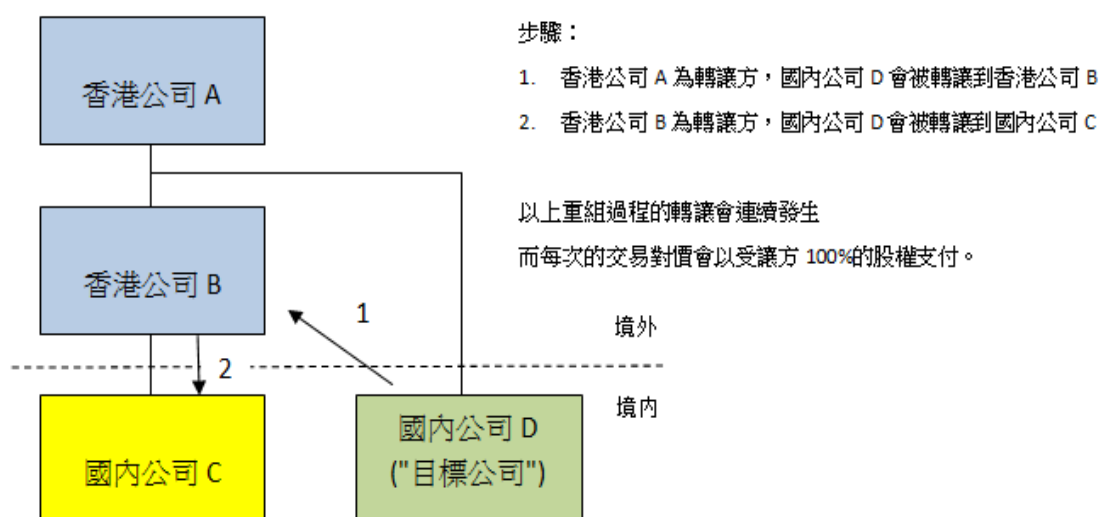 香港公司 A
步驟：
1. 香港公司 A 為轉讓方，國內公司 D 會被轉讓到香港公司 B
2. 香港公司 B 為轉讓方，國內公司 D 會被轉讓到國內公司 C
以上重組過程的轉讓會連續發生
而每次的交易對價會以受讓方 100%的股權支付。
香港公司 B
1
境外
2
境內
國內公司 C
國內公司 D
("目標公司")